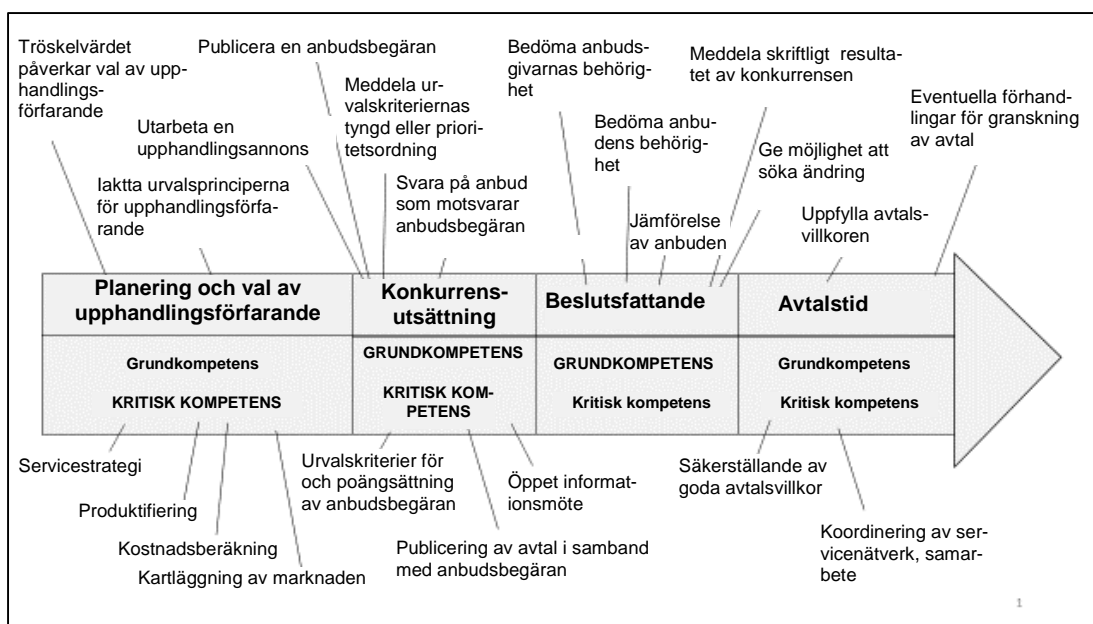 Tröskelvärdet
påverkar val av upp-
handlings-
förfarande
Publicera en anbudsbegäran
Utarbeta en
upphandlingsannons
Iaktta urvalsprinciperna
för upphandlingsförfa-
rande
Meddela ur-
valskriteriernas
tyngd eller priori-
tetsordning
Svara på anbud
som motsvarar
anbudsbegäran
Bedöma anbuds-
givarnas behörig-
het
Bedöma anbu-
dens behörig-
het
Jämförelse
av anbuden
Meddela skriftligt resulta-
tet av konkurrensen
Ge möjlighet att
söka ändring
Uppfylla avtals-
villkoren
Eventuella förhand-
lingar för granskning
av avtal
Planering och val av
upphandlingsförfarande
Konkurrens-
utsättning
Beslutsfattande
Avtalstid
Grundkompetens
KRITISK KOMPETENS
GRUNDKOMPETENS
KRITISK KOM-
PETENS
GRUNDKOMPETENS
Kritisk kompetens
Grundkompetens
Kritisk kompetens
Servicestrategi
Produktifiering
Kostnadsberäkning
Kartläggning av marknaden
Urvalskriterier för
och poängsättning
av anbudsbegäran
Öppet informat-
ionsmöte
Publicering av avtal i samband
med anbudsbegäran
Säkerställande av
goda avtalsvillkor
Koordinering av ser-
vicenätverk, samar-
bete
1